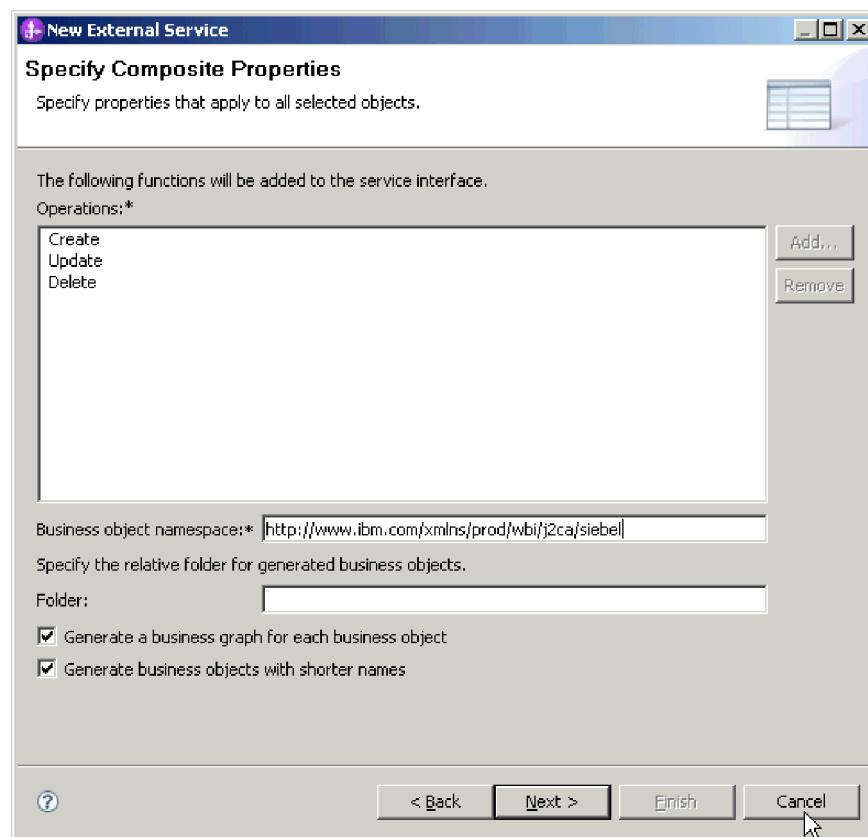 New External Service
Specify Composite Properties
Specify properties that apply to all selected objects.
The following functions will be added to the service interface.
Operations:*
Create
Update
Delete
Add...
Remove
Business object namespace:* http://www.ibm.com/xmlns/prod/wbi/j2ca/siebel
Specify the relative folder for generated business objects.
Folder:
Generate a business graph for each business object
Generate business objects with shorter names
? < Back Next > Finish Cancel